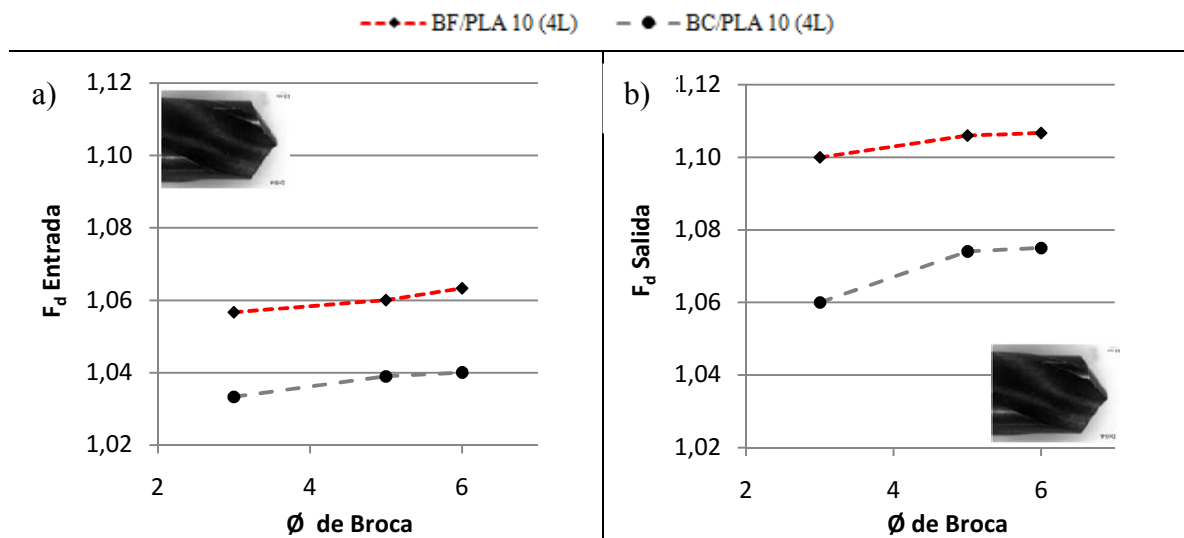 BF/PLA 10 (4L) BC/PLA 10 (4L)
a)
1,12
1,10
1,08
1,06
1,04
1,02
2 4 6
F_d Entrada
Ø de Broca
b)
1,12
1,10
1,08
1,06
1,04
1,02
2 4 6
F_d Salida
Ø de Broca